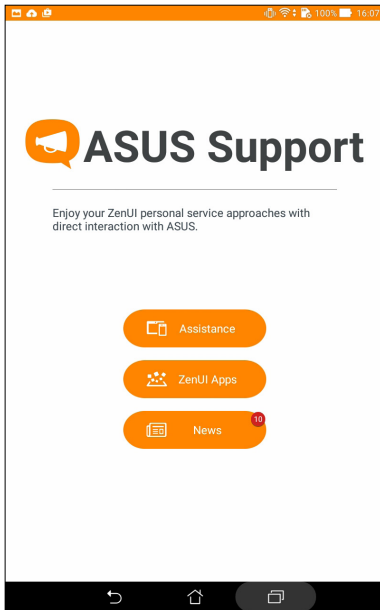 100% 16:07
ASUS Support
Enjoy your ZenUI personal service approaches with
direct interaction with ASUS.
Assistance
ZenUI Apps
10
News